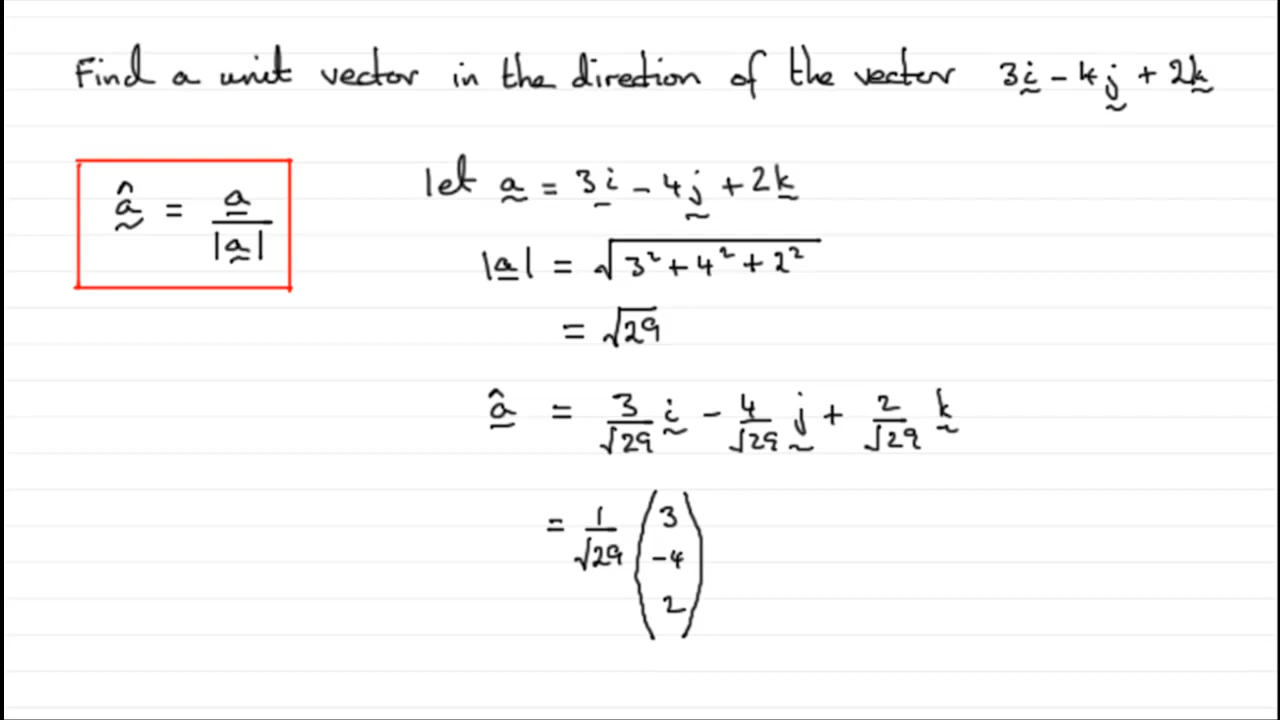 Find a unit vector in the direction of the vector 3i - 4j + 2k
â = a / |a|
let a = 3i - 4j + 2k
|a| = √(3² + 4² + 2²)
= √29
â = 3/√29 i - 4/√29 j + 2/√29 k
= 1/√29 (3
-4
2)